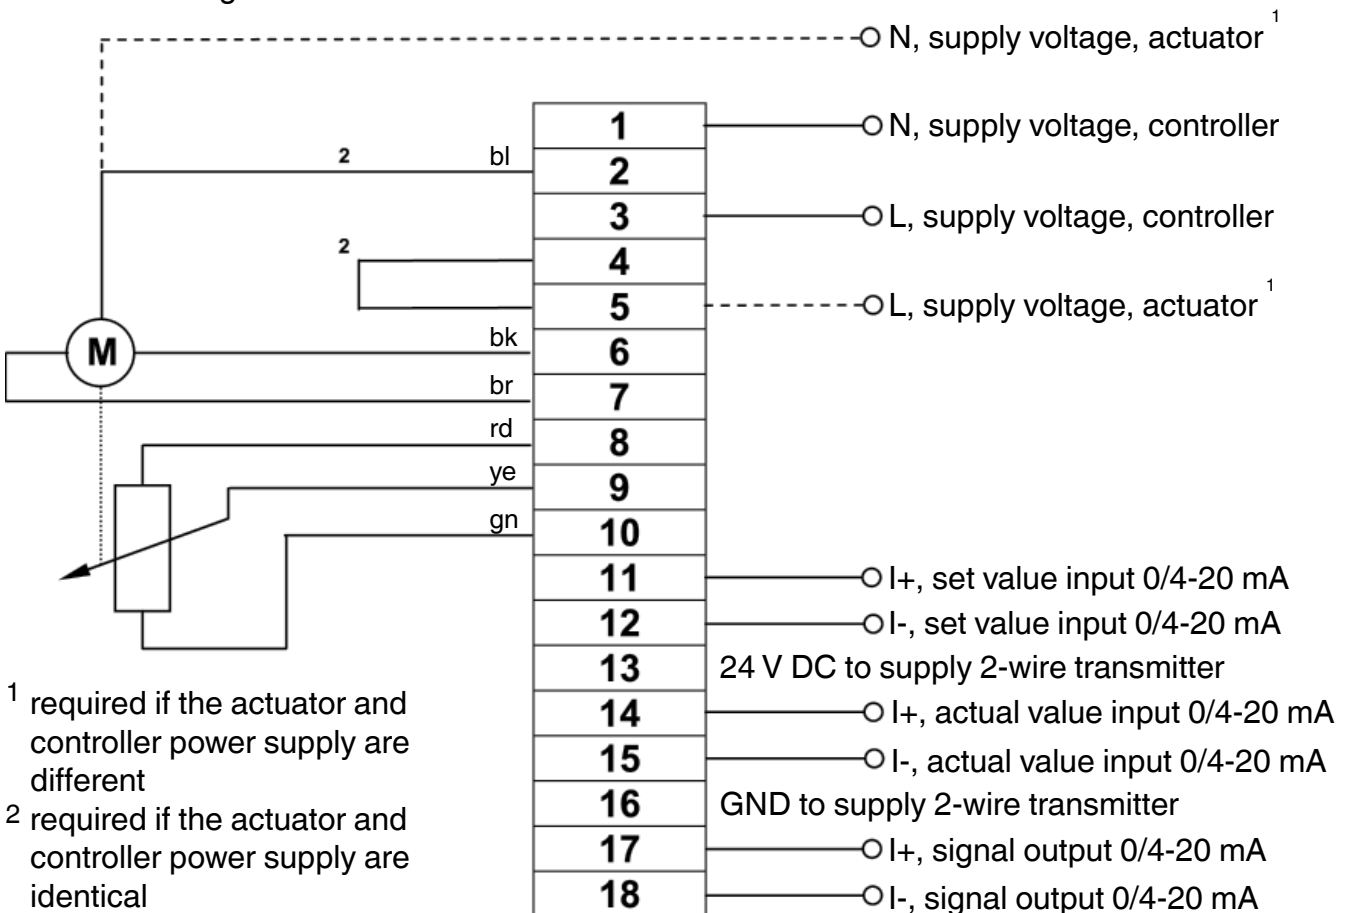 N, supply voltage, actuator 1
1
N, supply voltage, controller
2 bl
2
3
L, supply voltage, controller
2
4
5
L, supply voltage, actuator 1
M
bk
6
br
7
rd
8
ye
9
gn
10
11
I+, set value input 0/4-20 mA
12
I-, set value input 0/4-20 mA
13
24 V DC to supply 2-wire transmitter
14
I+, actual value input 0/4-20 mA
15
I-, actual value input 0/4-20 mA
16
GND to supply 2-wire transmitter
17
I+, signal output 0/4-20 mA
18
I-, signal output 0/4-20 mA
1 required if the actuator and
controller power supply are
different
2 required if the actuator and
controller power supply are
identical